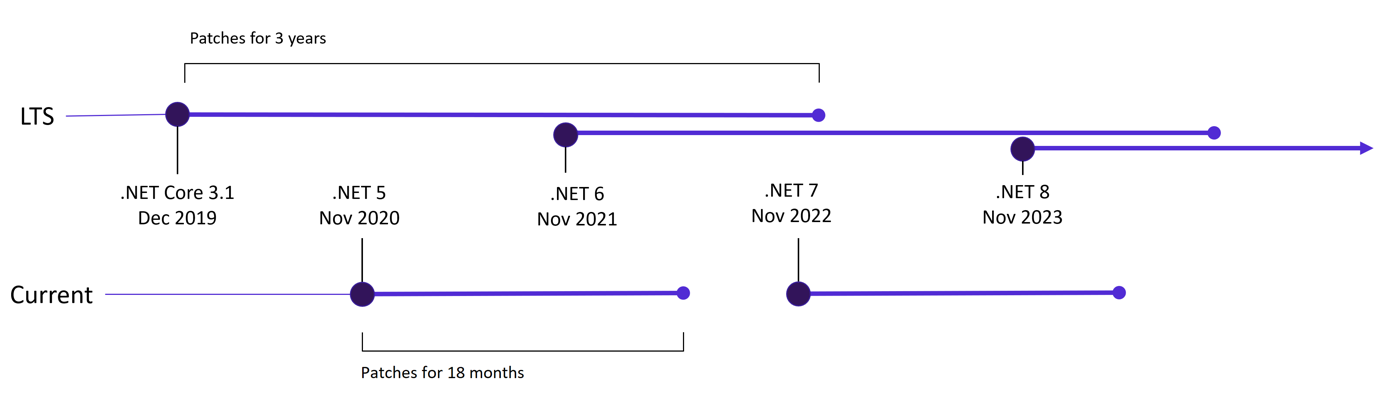 Patches for 3 years
LTS
.NET Core 3.1
Dec 2019
.NET 5
Nov 2020
.NET 6
Nov 2021
.NET 7
Nov 2022
.NET 8
Nov 2023
Current
Patches for 18 months